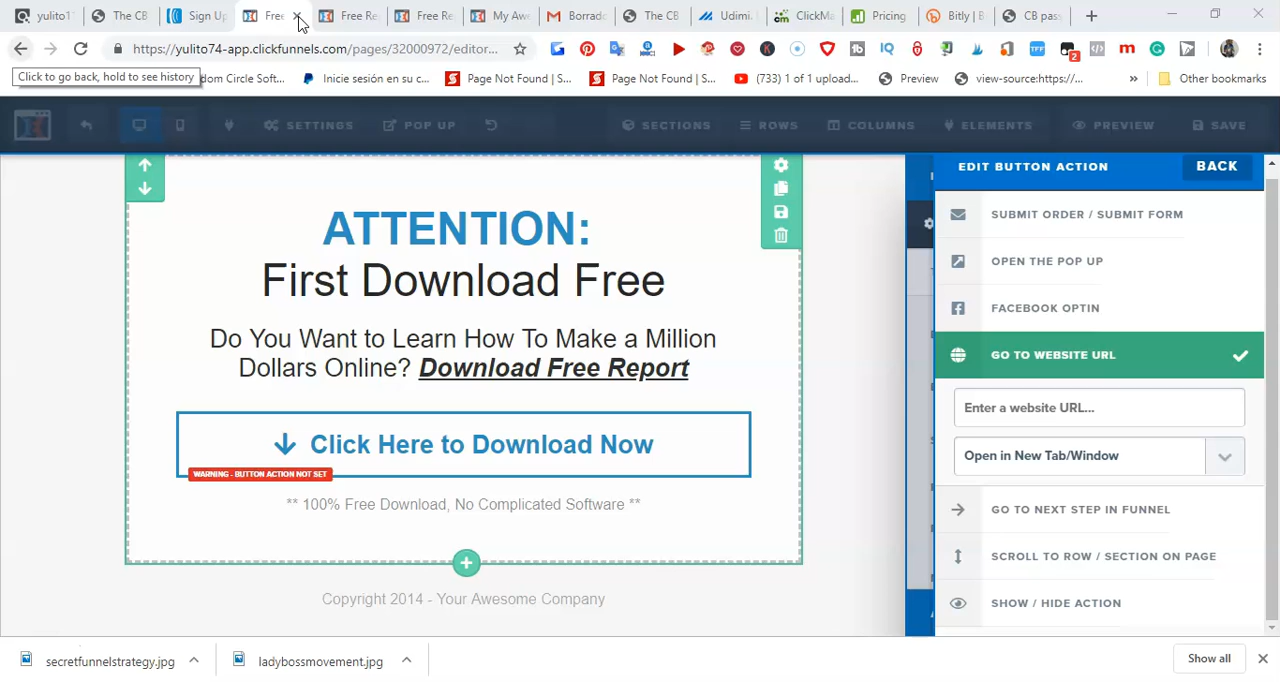 yulito1
The CB
Sign Up
Free
Free Re
Free Re
My Awe
Borrado
The CB
Udimi.
ClickMa
Pricing
Bitly | B
CB pass
https://yulito74-app.clickfunnels.com/pages/32000972/editor...
Click to go back, hold to see history
dom Circle Soft...
Inicie sesión en su c...
Page Not Found | S...
Page Not Found | S...
(733) 1 of 1 upload...
Preview
view-source:https:/...
Other bookmarks
SETTINGS
POP UP
SECTIONS
ROWS
COLUMNS
ELEMENTS
PREVIEW
SAVE
EDIT BUTTON ACTION
BACK
ATTENTION:
First Download Free
Do You Want to Learn How To Make a Million
Dollars Online? Download Free Report
Click Here to Download Now
WARNING - BUTTON ACTION NOT SET
** 100% Free Download, No Complicated Software **
Copyright 2014 - Your Awesome Company
SUBMIT ORDER / SUBMIT FORM
OPEN THE POP UP
FACEBOOK OPTIN
GO TO WEBSITE URL
Enter a website URL...
Open in New Tab/Window
GO TO NEXT STEP IN FUNNEL
SCROLL TO ROW / SECTION ON PAGE
SHOW / HIDE ACTION
secretfunnelstrategy.jpg
ladybossmovement.jpg
Show all